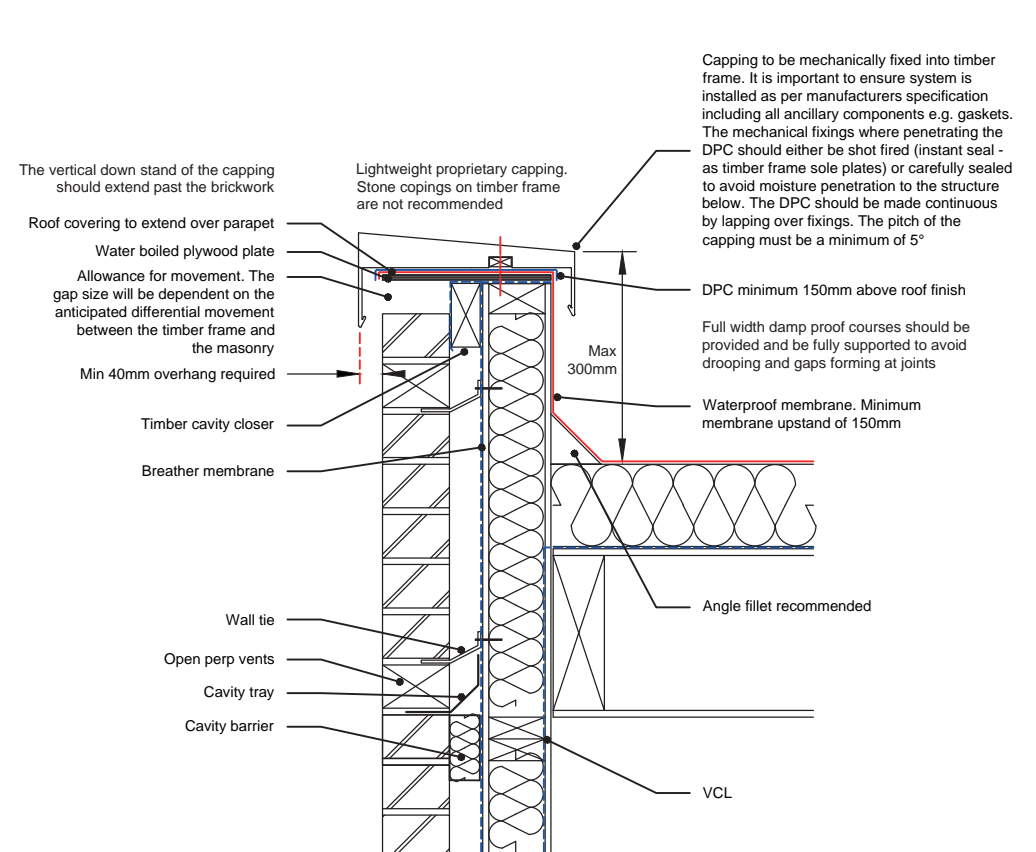 Capping to be mechanically fixed into timber
frame. It is important to ensure system is
installed as per manufacturers specification
including all ancillary components e.g. gaskets.
The mechanical fixings where penetrating the
DPC should either be shot fired (instant seal -
as timber frame sole plates) or carefully sealed
to avoid moisture penetration to the structure
below. The DPC should be made continuous
by lapping over fixings. The pitch of the
capping must be a minimum of 5°
The vertical down stand of the capping
should extend past the brickwork
Lightweight proprietary capping.
Stone copings on timber frame
are not recommended
Roof covering to extend over parapet
Water boiled plywood plate
Allowance for movement. The
gap size will be dependent on the
anticipated differential movement
between the timber frame and
the masonry
Min 40mm overhang required
Timber cavity closer
Breather membrane
Wall tie
Open perp vents
Cavity tray
Cavity barrier
Max
300mm
DPC minimum 150mm above roof finish
Full width damp proof courses should be
provided and be fully supported to avoid
drooping and gaps forming at joints
Waterproof membrane. Minimum
membrane upstand of 150mm
Angle fillet recommended
VCL